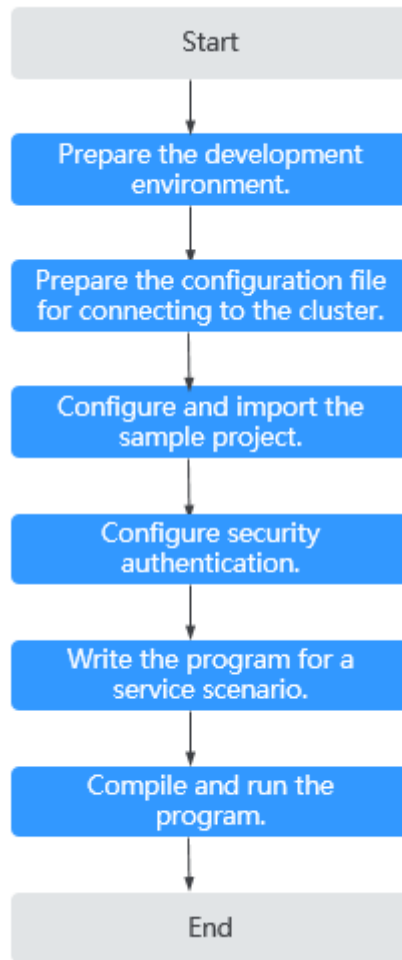 Start
Prepare the development
environment.
Prepare the configuration file
for connecting to the cluster.
Configure and import the
sample project.
Configure security
authentication.
Write the program for a
service scenario.
Compile and run the
program.
End